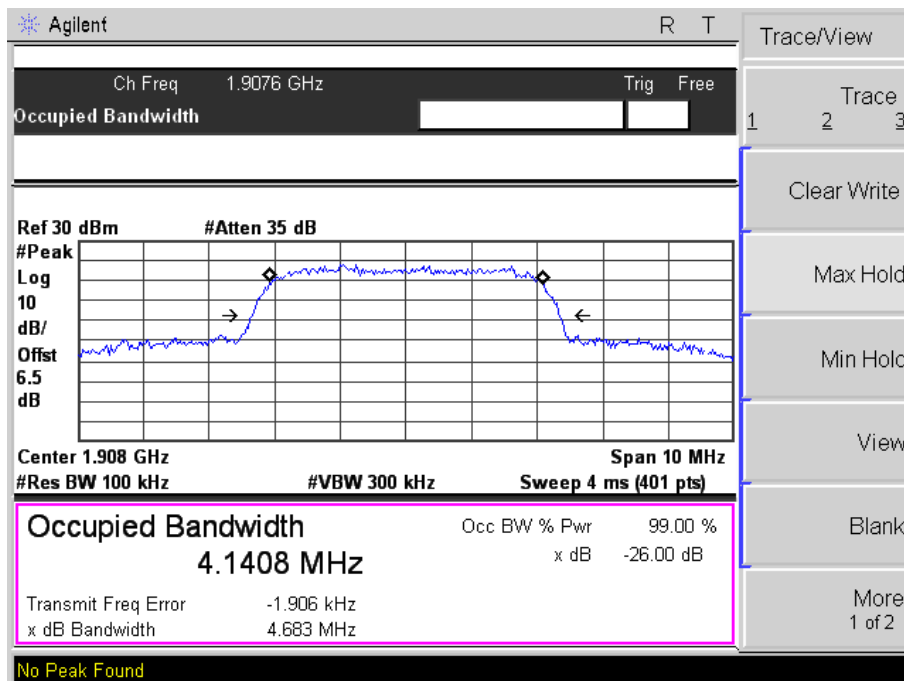 Agilent
R T
Trace/View
Ch Freq 1.9076 GHz
Trig Free
Occupied Bandwidth
Trace
1 2 3
Clear Write
Max Hold
Min Hold
View
Blank
More
1 of 2
Ref 30 dBm
#Atten 35 dB
#Peak
Log
10
dB/
Offst
6.5
dB
Center 1.908 GHz
Span 10 MHz
#Res BW 100 kHz
#VBW 300 kHz
Sweep 4 ms (401 pts)
Occupied Bandwidth
4.1408 MHz
Occ BW % Pwr 99.00 %
x dB -26.00 dB
Transmit Freq Error -1.906 kHz
x dB Bandwidth 4.683 MHz
No Peak Found